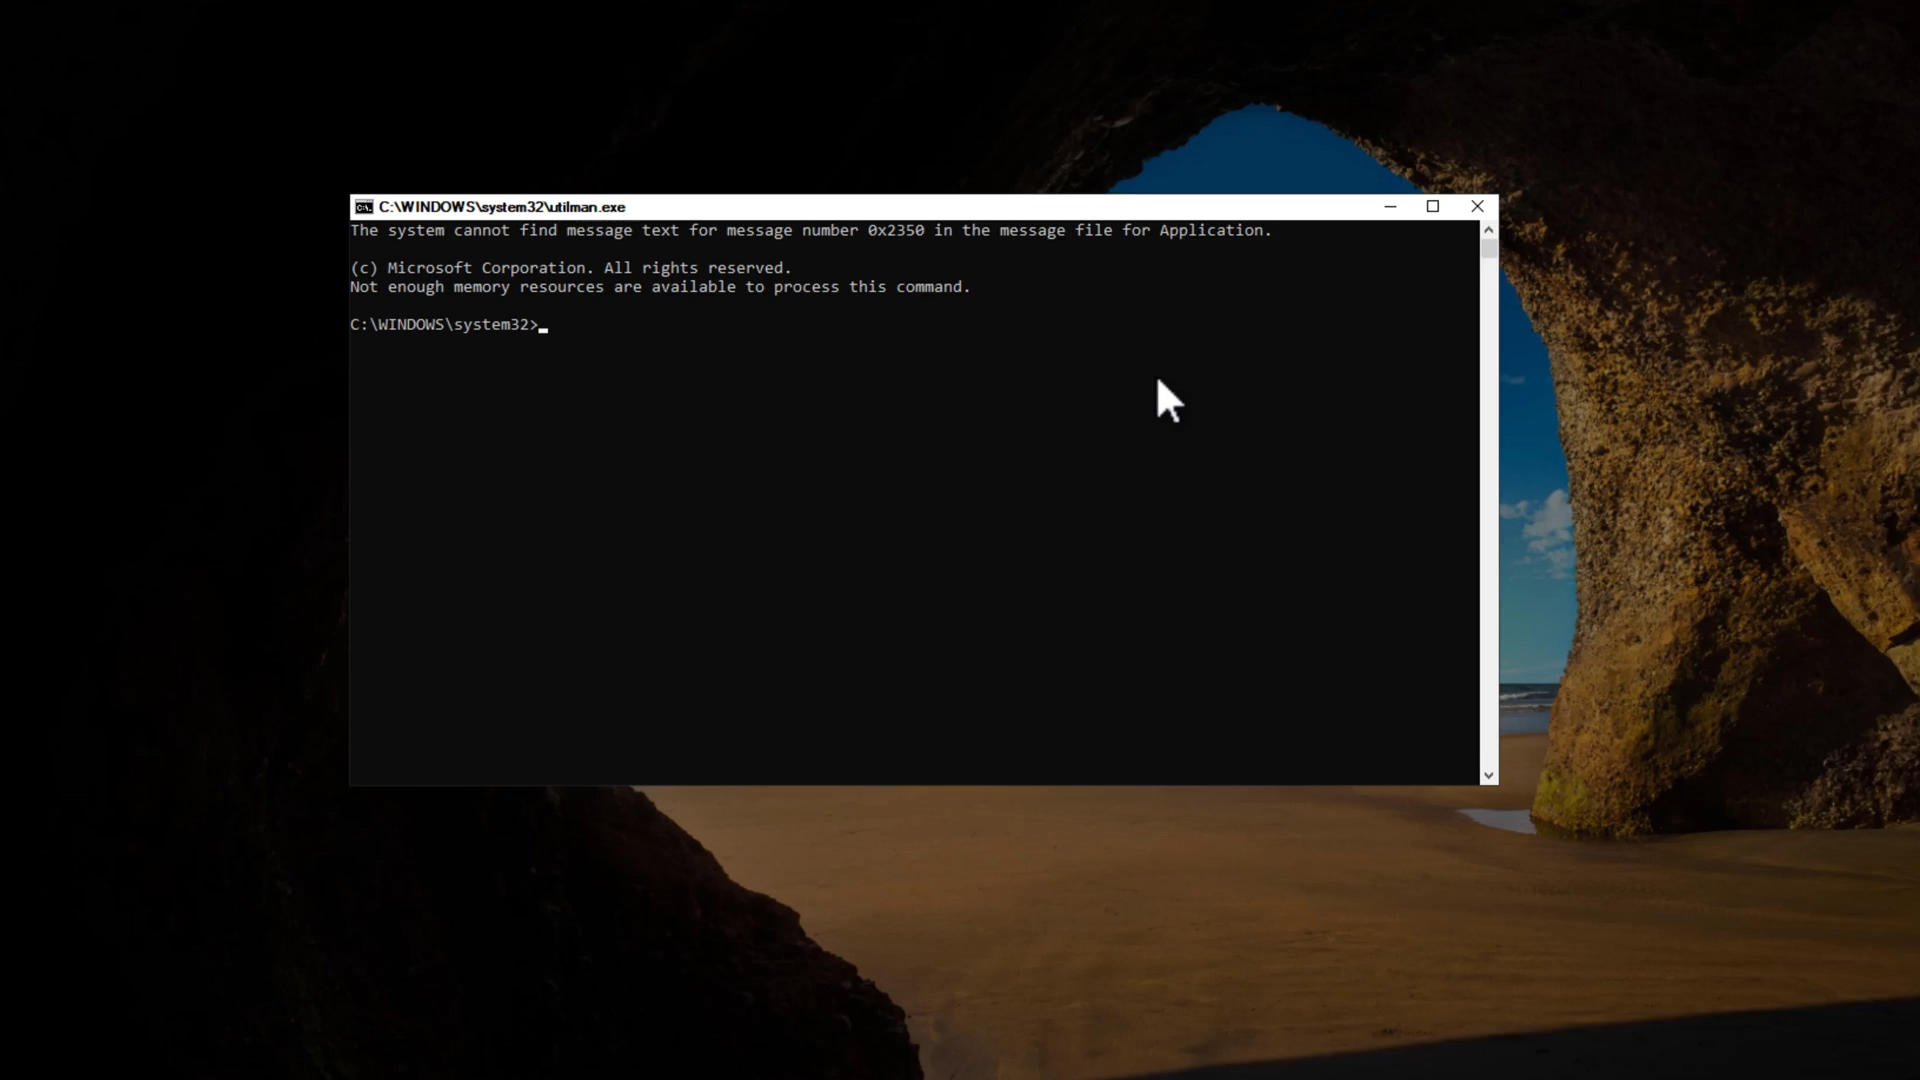 C:\WINDOWS\system32\utilman.exe
The system cannot find message text for message number 0x2350 in the message file for Application.
(c) Microsoft Corporation. All rights reserved.
Not enough memory resources are available to process this command.
C:\WINDOWS\system32>